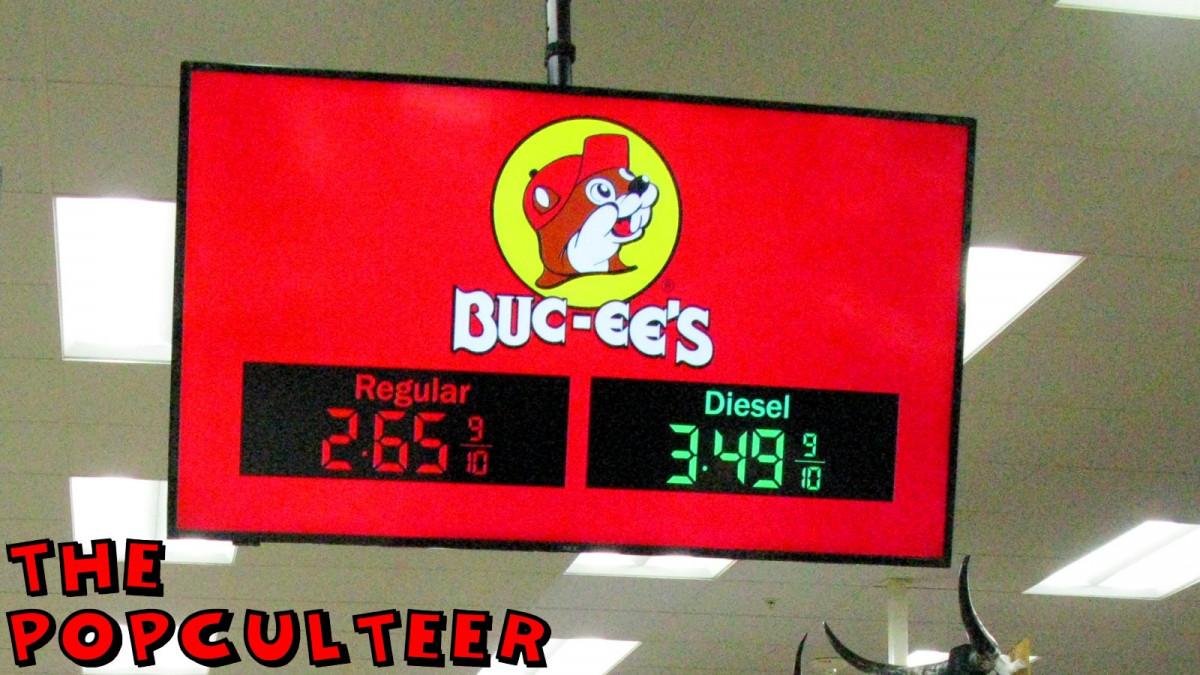 BUC-EE'S
®
Regular
2.65 9/10
Diesel
3.49 9/10
THE
POPCULTEER